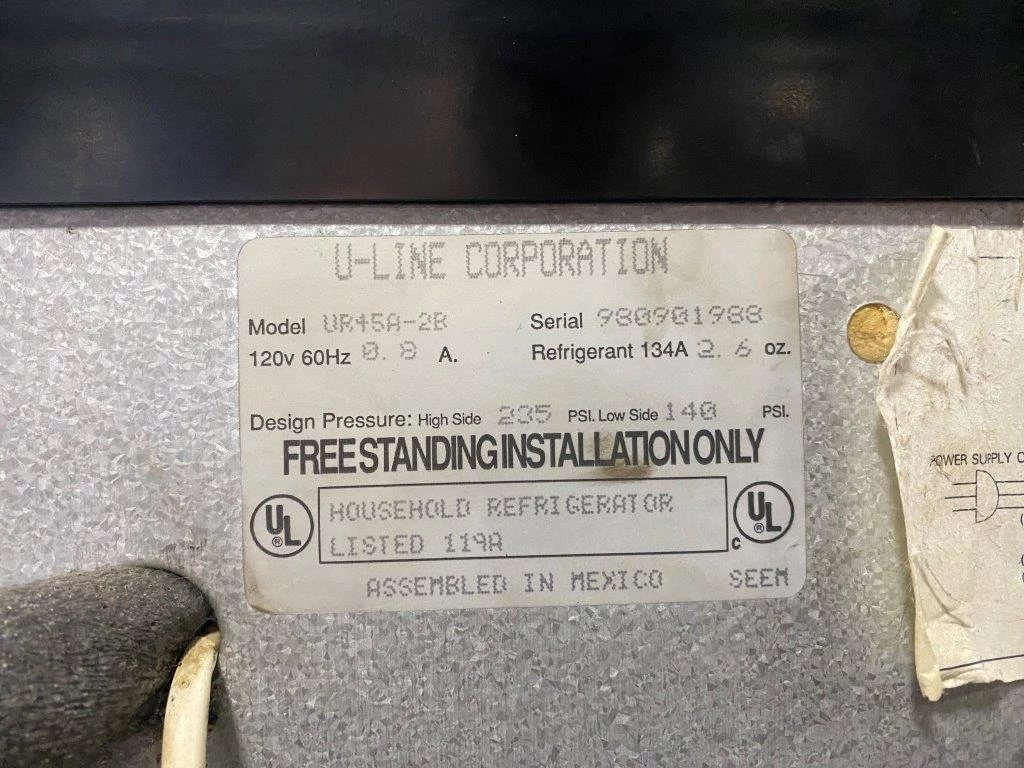 U-LINE CORPORATION
Model UR45A-2B Serial 980901988
120v 60Hz 0.8 A. Refrigerant 134A 2.6 oz.
Design Pressure: High Side 235 PSI. Low Side 140 PSI.
FREESTANDING INSTALLATION ONLY
UL ® HOUSEHOLD REFRIGERATOR
LISTED 119A C UL ®
ASSEMBLED IN MEXICO SEEM
POWER SUPPLY